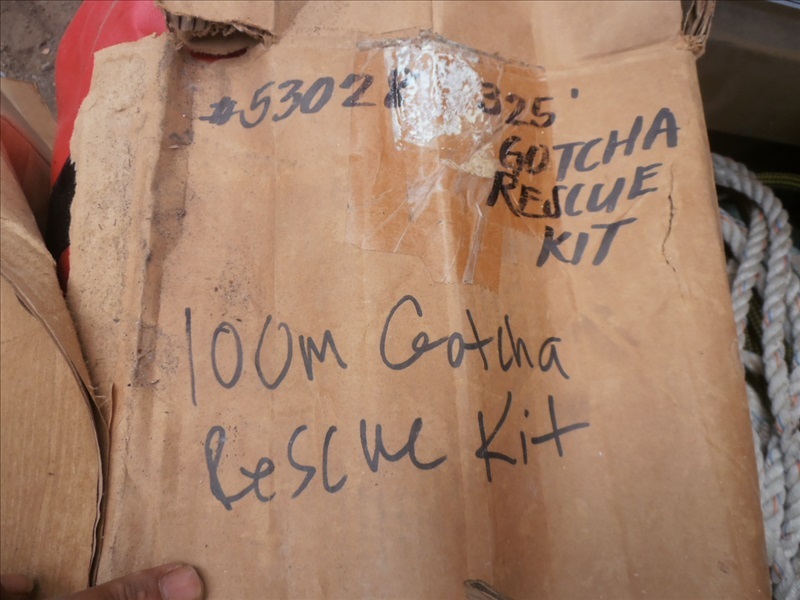 #53028 325'
GOTCHA
RESCUE
KIT
100m Gotcha
Rescue Kit